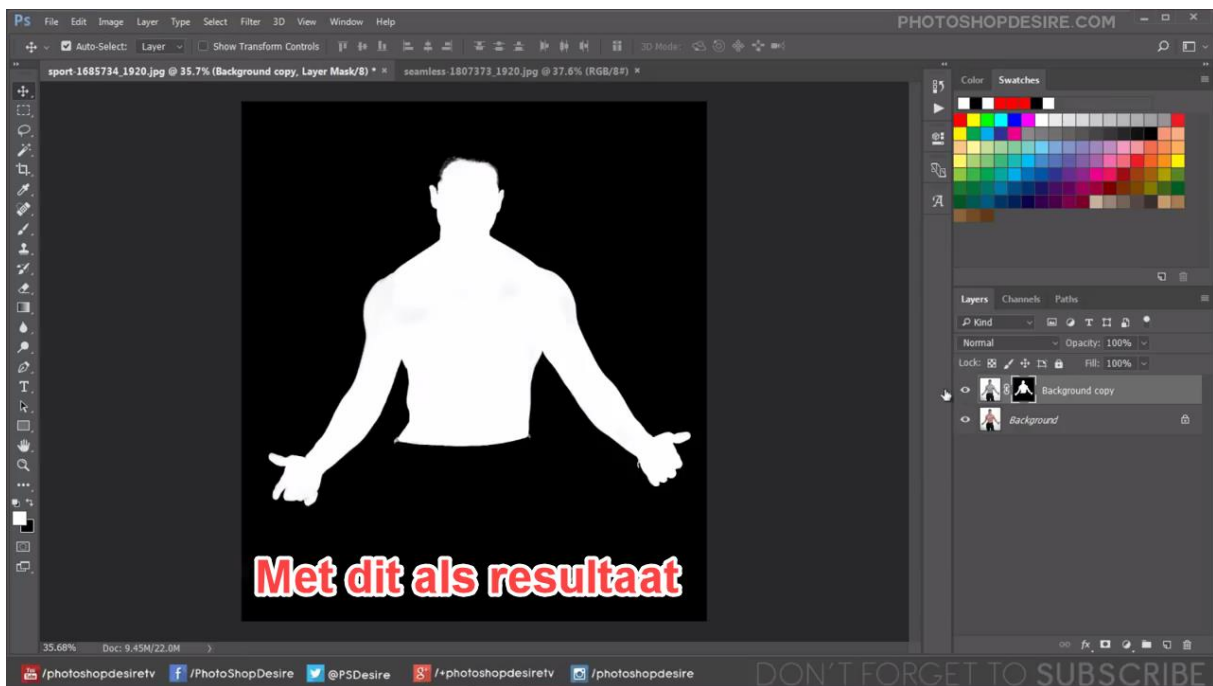 Ps File Edit Image Layer Type Select Filter 3D View Window Help
PHOTOSHOPDESIRE.COM
Auto-Select: Layer Show Transform Controls 3D Mode:
sport-1685734_1920.jpg @ 35.7% (Background copy, Layer Mask/8) * × seamless-1807373_1920.jpg @ 37.6% (RGB/8#) ×
Color Swatches
Layers Channels Paths
Kind
Normal Opacity: 100%
Lock: Fill: 100%
Background copy
Background
Met dit als resultaat
35.68% Doc: 9.45M/22.0M
/photoshopdesiretv /PhotoShopDesire @PSDesire /+photoshopdesiretv /photoshopdesire
DON'T FORGET TO SUBSCRIBE